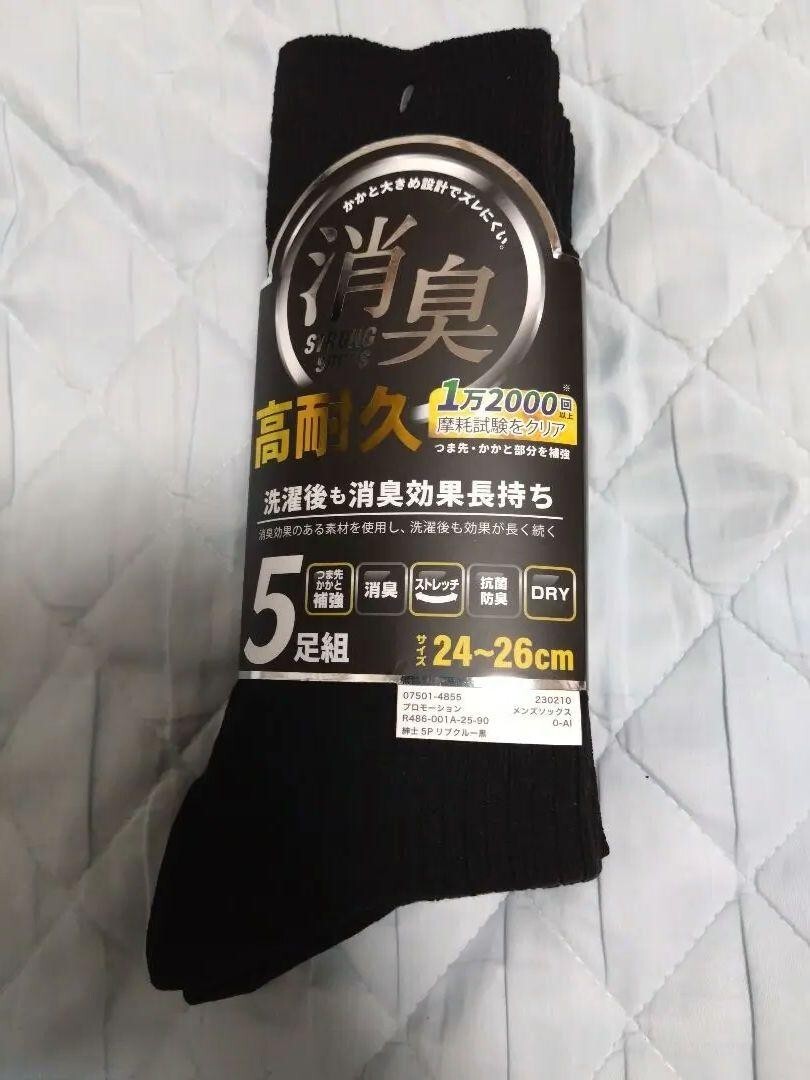 かかと大きめ設計でズレにくい。
消臭
STRONG
SOCKS
高耐久
1万2000回以上※
摩耗試験をクリア
つま先・かかと部分を補強
洗濯後も消臭効果長持ち
消臭効果のある素材を使用し、洗濯後も効果が長く続く
5足組
つま先
かかと
補強
消臭
ストレッチ
抗菌
防臭
DRY
サイズ 24~26cm
07501-4855 230210
プロモーション メンズソックス
R486-001A-25-90 0-AI
紳士5Pリブクルー黒